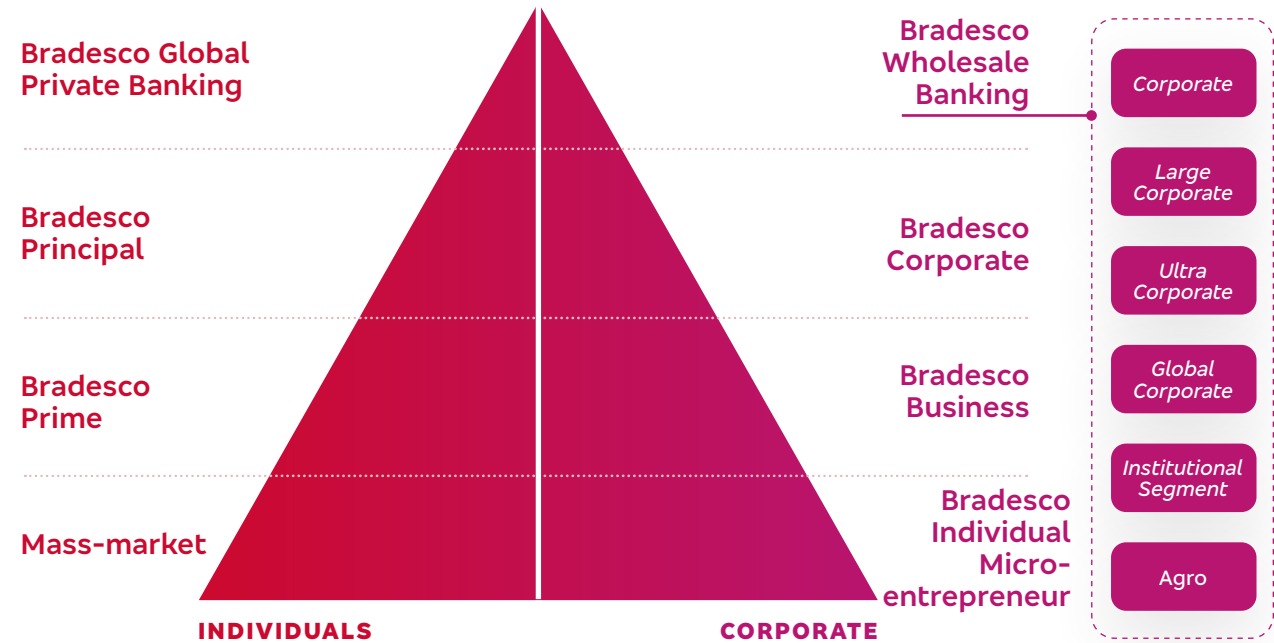 Bradesco Global
Private Banking
Bradesco
Principal
Bradesco
Prime
Mass-market
INDIVIDUALS
Bradesco
Wholesale
Banking
Bradesco
Corporate
Bradesco
Business
Bradesco
Individual
Micro-
entrepreneur
CORPORATE
Corporate
Large
Corporate
Ultra
Corporate
Global
Corporate
Institutional
Segment
Agro